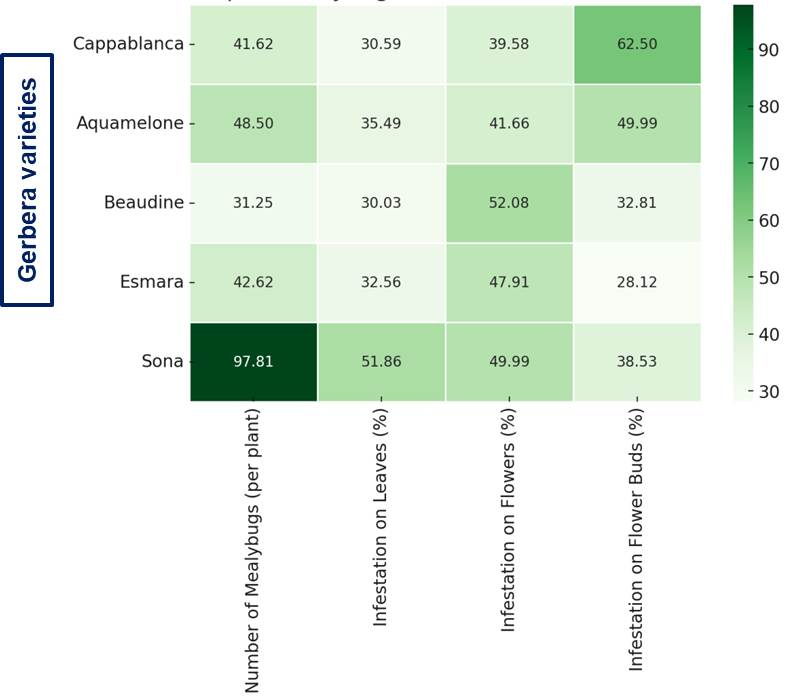 Gerbera varieties
Cappablanca 41.62 30.59 39.58 62.50
Aquamelone 48.50 35.49 41.66 49.99
Beaudine 31.25 30.03 52.08 32.81
Esmara 42.62 32.56 47.91 28.12
Sona 97.81 51.86 49.99 38.53
Number of Mealybugs (per plant)
Infestation on Leaves (%)
Infestation on Flowers (%)
Infestation on Flower Buds (%)
90
80
70
60
50
40
30